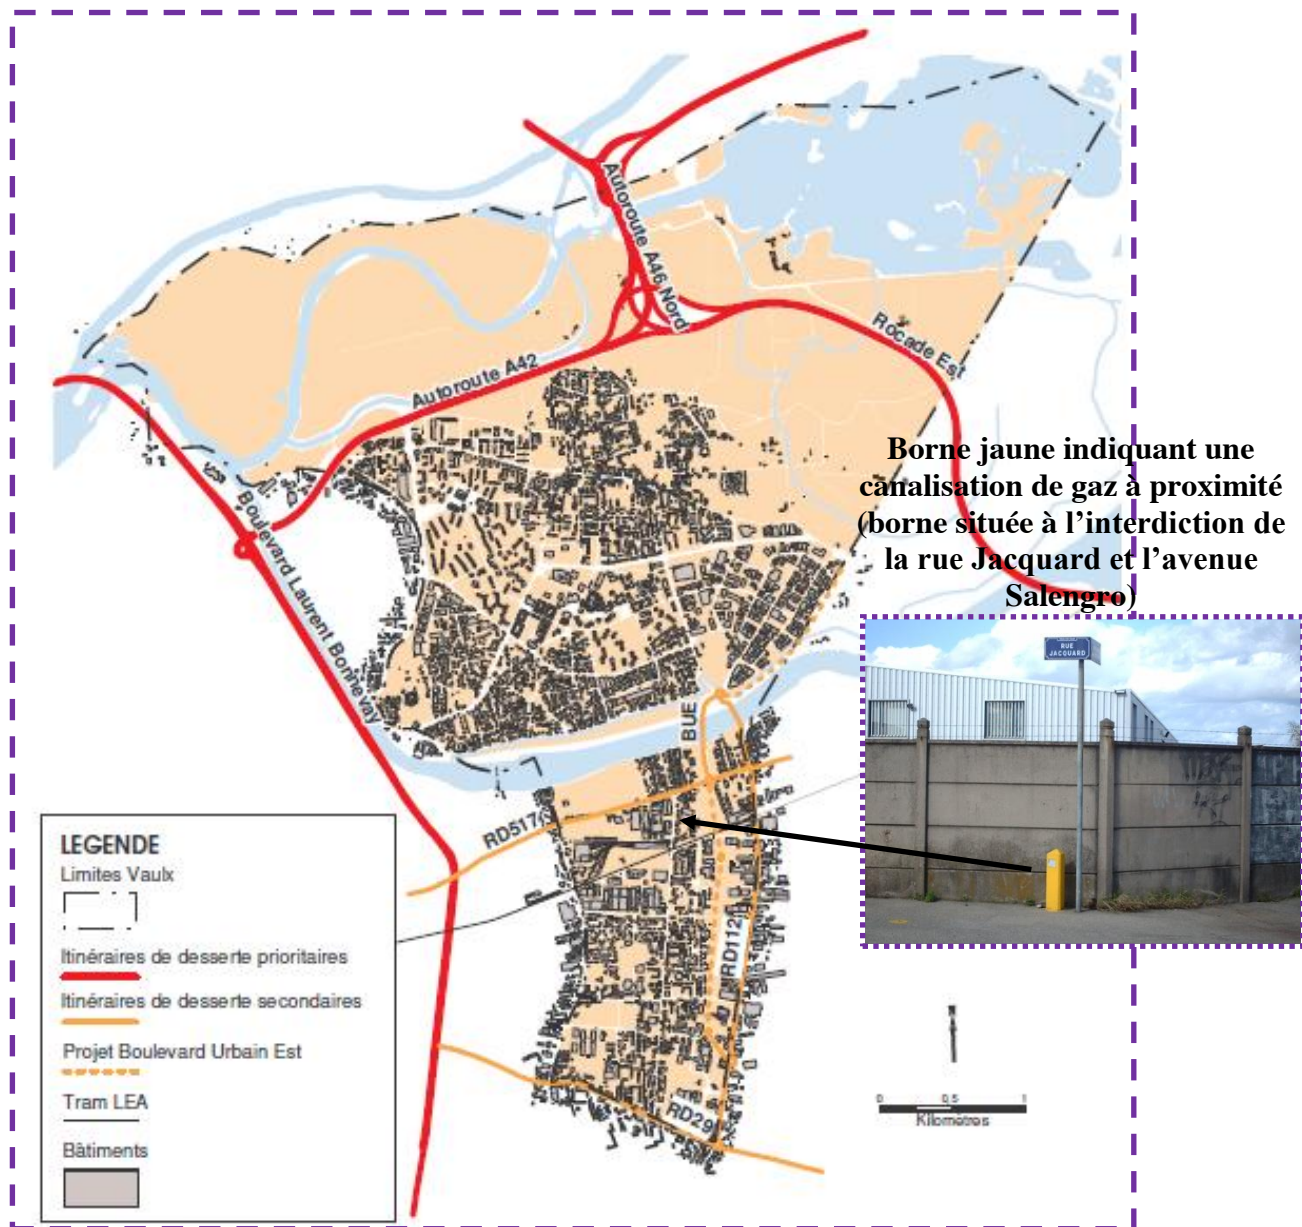 Autoroute A46 Nord
Rocade Est
Autoroute A42
Boulevard Laurent Bonnevay
Borne jaune indiquant une
canalisation de gaz à proximité
(borne située à l'interdiction de
la rue Jacquard et l'avenue
Salengro)
RUE
JACQUARD
BUE
RD517
RD112
RD29
LEGENDE
Limites Vaulx
Itinéraires de desserte prioritaires
Itinéraires de desserte secondaires
Projet Boulevard Urbain Est
Tram LEA
Bâtiments
0 0,5 1
Kilomètres